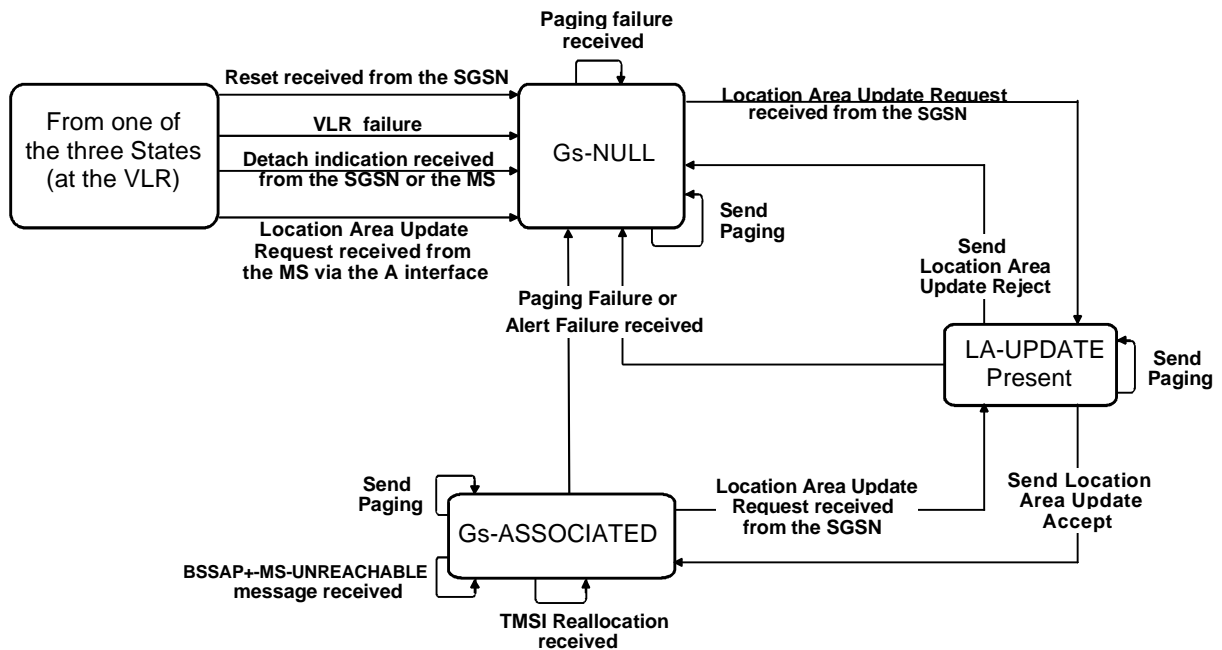 Paging failure
received
Reset received from the SGSN
From one of
the three States
(at the VLR)
VLR failure
Detach indication received
from the SGSN or the MS
Location Area Update
Request received from
the MS via the A interface
Gs-NULL
Location Area Update Request
received from the SGSN
Send
Paging
Send
Location Area
Update Reject
Paging Failure or
Alert Failure received
LA-UPDATE
Present
Send
Paging
Send
Paging
Gs-ASSOCIATED
Location Area Update
Request received
from the SGSN
Send Location
Area Update
Accept
BSSAP+-MS-UNREACHABLE
message received
TMSI Reallocation
received